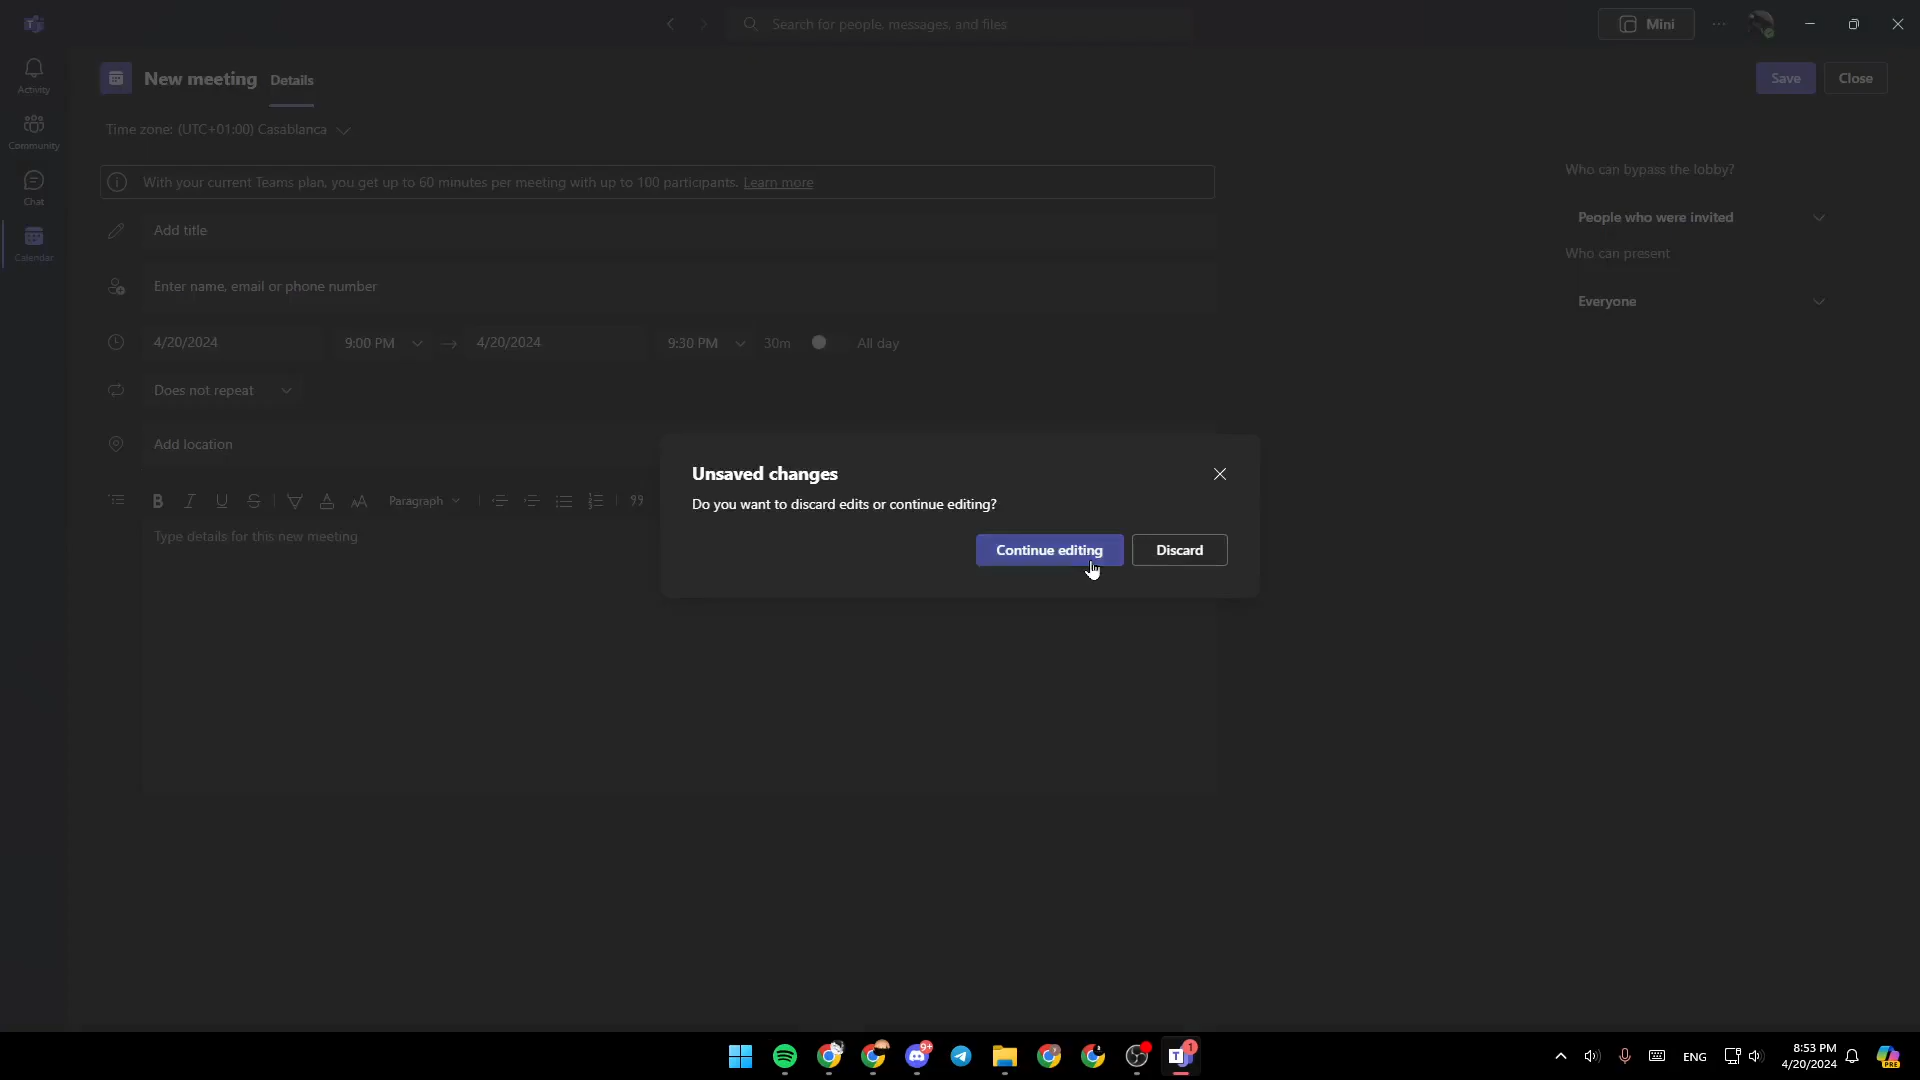 Search for people, messages, and files
Mini
Activity
Community
Chat
Calendar
New meeting
Details
Save
Close
Time zone: (UTC+01:00) Casablanca
With your current Teams plan, you get up to 60 minutes per meeting with up to 100 participants. Learn more
Add title
Enter name, email or phone number
4/20/2024
9:00 PM
4/20/2024
9:30 PM
30m
All day
Does not repeat
Add location
Paragraph
Type details for this new meeting
Who can bypass the lobby?
People who were invited
Who can present
Everyone
Unsaved changes
Do you want to discard edits or continue editing?
Continue editing
Discard
9+
1
ENG
8:53 PM
4/20/2024
PRE